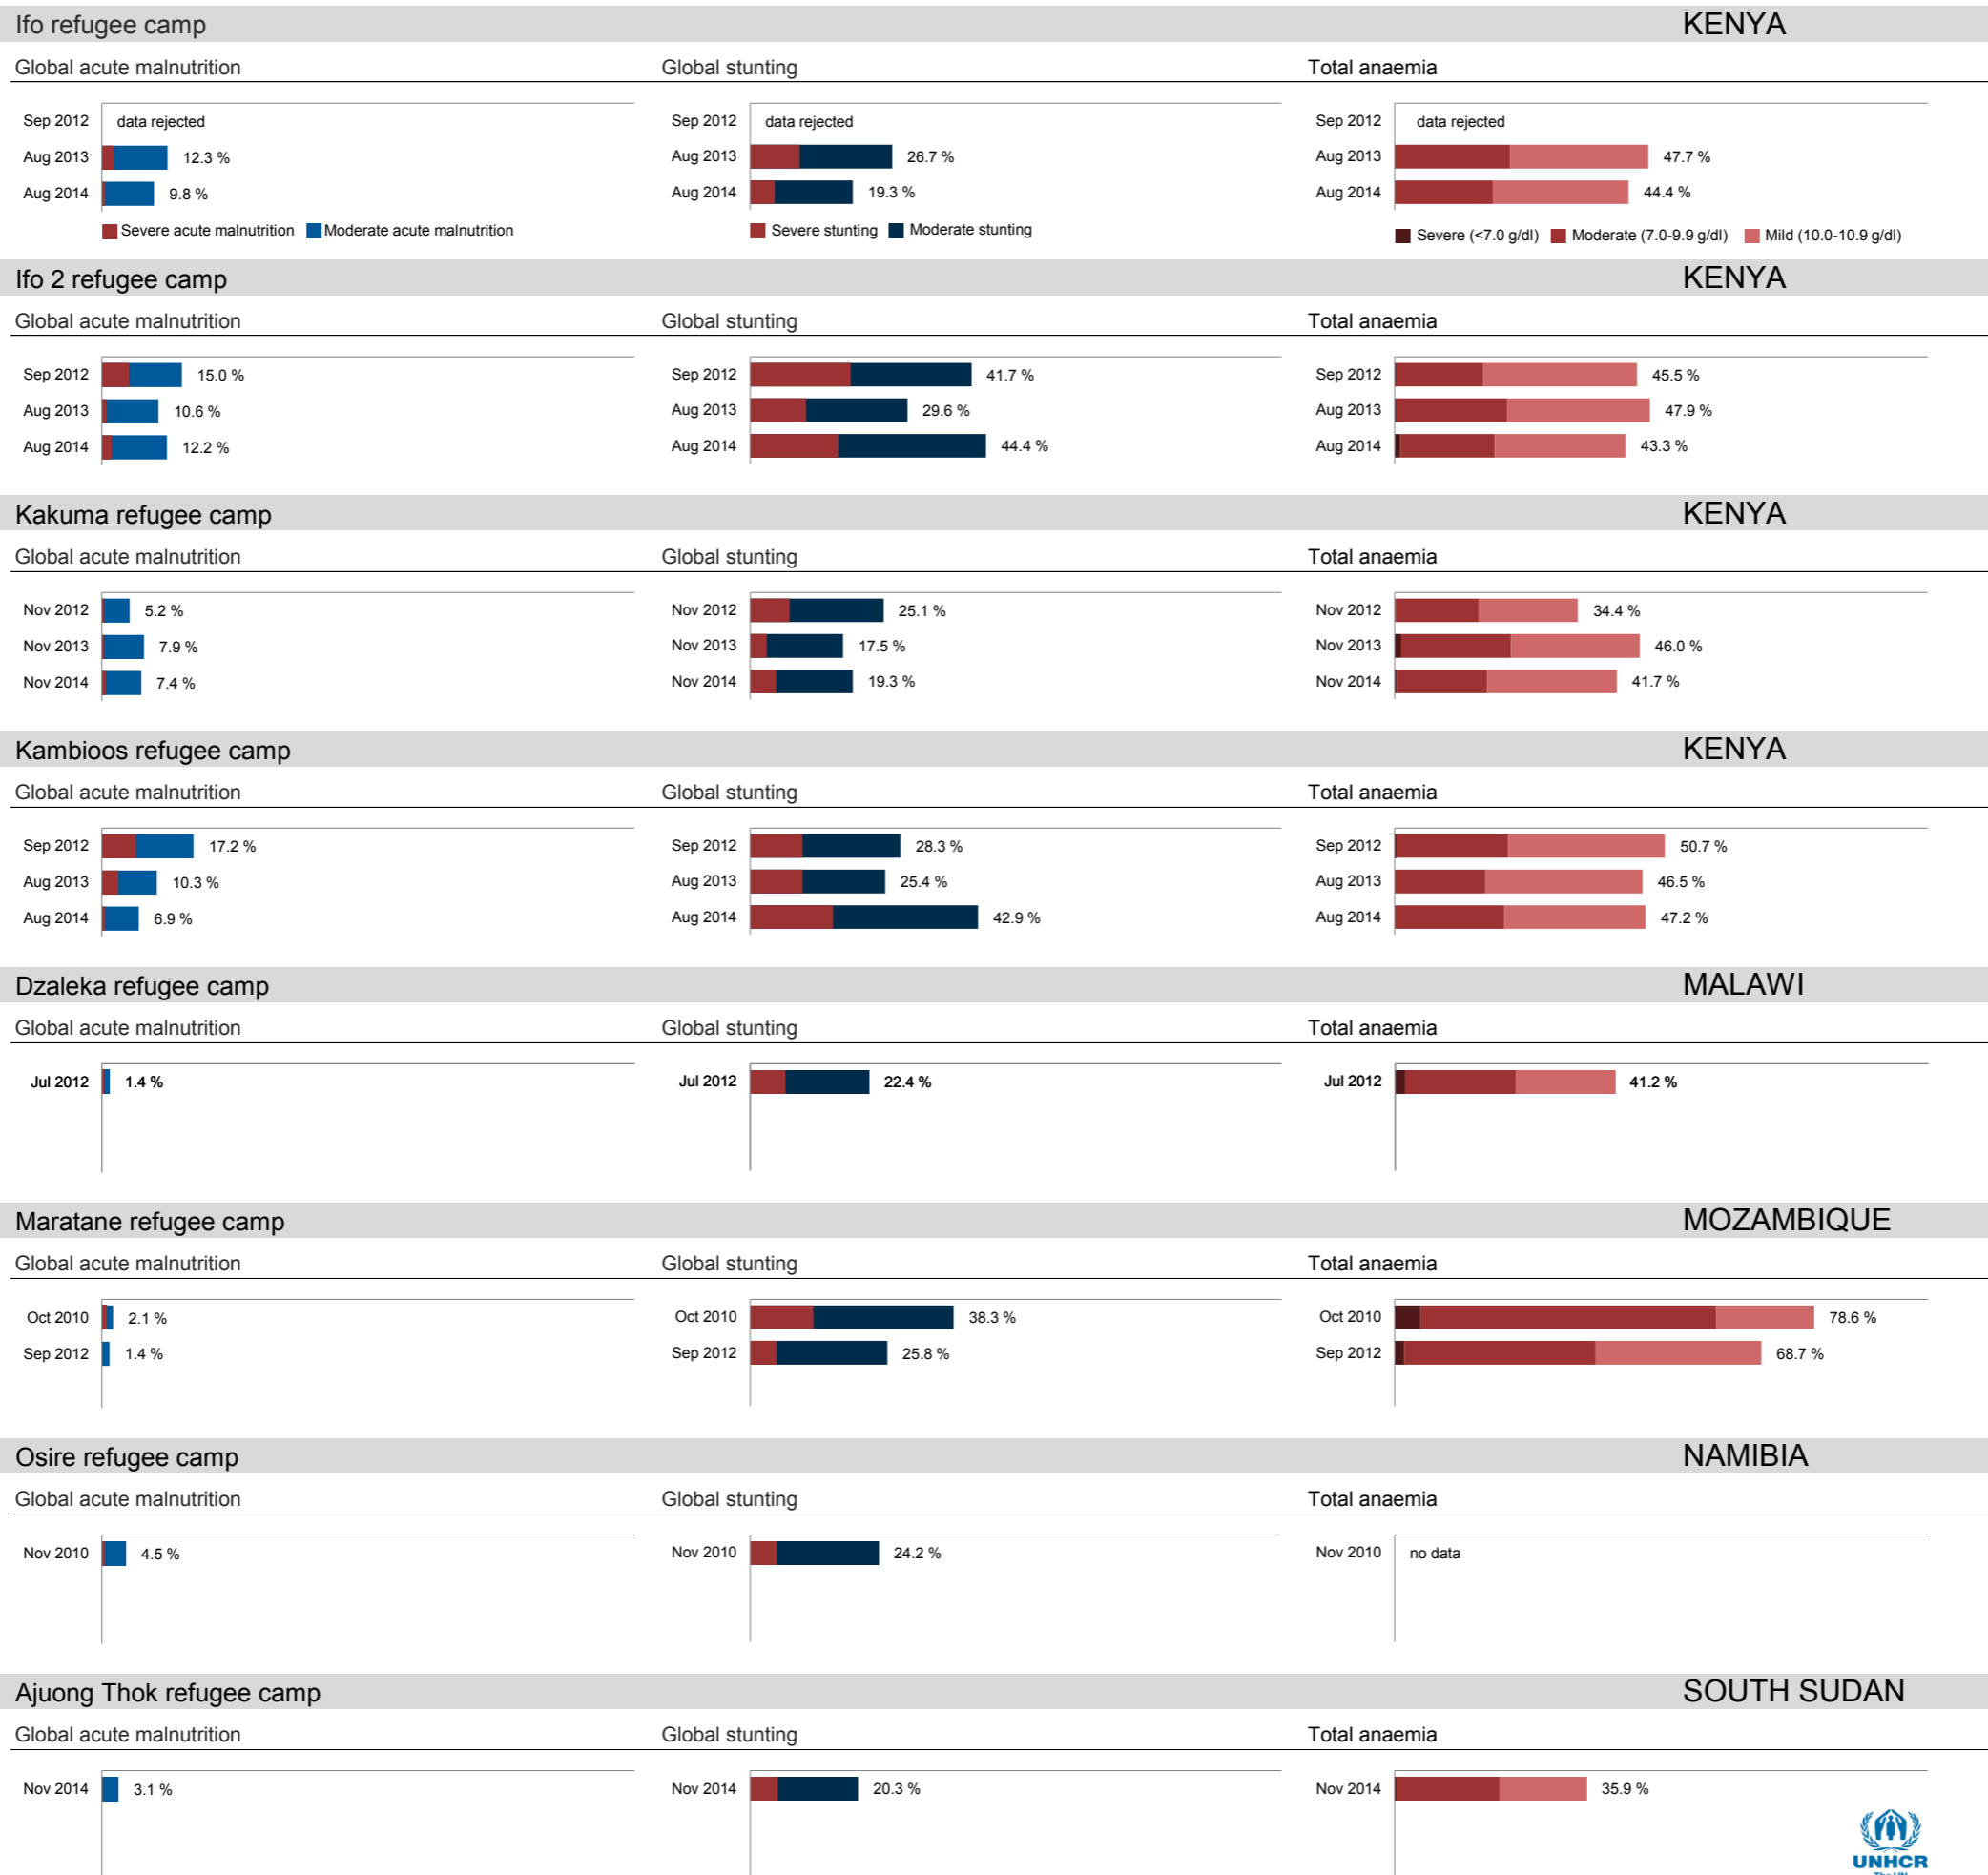 Ifo refugee camp KENYA
Global acute malnutrition Global stunting Total anaemia
Sep 2012 data rejected Sep 2012 data rejected Sep 2012 data rejected
Aug 2013 12.3 % Aug 2013 26.7 % Aug 2013 47.7 %
Aug 2014 9.8 % Aug 2014 19.3 % Aug 2014 44.4 %
Severe acute malnutrition Moderate acute malnutrition Severe stunting Moderate stunting Severe (<7.0 g/dl) Moderate (7.0-9.9 g/dl) Mild (10.0-10.9 g/dl)
Ifo 2 refugee camp KENYA
Global acute malnutrition Global stunting Total anaemia
Sep 2012 15.0 % Sep 2012 41.7 % Sep 2012 45.5 %
Aug 2013 10.6 % Aug 2013 29.6 % Aug 2013 47.9 %
Aug 2014 12.2 % Aug 2014 44.4 % Aug 2014 43.3 %
Kakuma refugee camp KENYA
Global acute malnutrition Global stunting Total anaemia
Nov 2012 5.2 % Nov 2012 25.1 % Nov 2012 34.4 %
Nov 2013 7.9 % Nov 2013 17.5 % Nov 2013 46.0 %
Nov 2014 7.4 % Nov 2014 19.3 % Nov 2014 41.7 %
Kambioos refugee camp KENYA
Global acute malnutrition Global stunting Total anaemia
Sep 2012 17.2 % Sep 2012 28.3 % Sep 2012 50.7 %
Aug 2013 10.3 % Aug 2013 25.4 % Aug 2013 46.5 %
Aug 2014 6.9 % Aug 2014 42.9 % Aug 2014 47.2 %
Dzaleka refugee camp MALAWI
Global acute malnutrition Global stunting Total anaemia
Jul 2012 1.4 % Jul 2012 22.4 % Jul 2012 41.2 %
Maratane refugee camp MOZAMBIQUE
Global acute malnutrition Global stunting Total anaemia
Oct 2010 2.1 % Oct 2010 38.3 % Oct 2010 78.6 %
Sep 2012 1.4 % Sep 2012 25.8 % Sep 2012 68.7 %
Osire refugee camp NAMIBIA
Global acute malnutrition Global stunting Total anaemia
Nov 2010 4.5 % Nov 2010 24.2 % Nov 2010 no data
Ajuong Thok refugee camp SOUTH SUDAN
Global acute malnutrition Global stunting Total anaemia
Nov 2014 3.1 % Nov 2014 20.3 % Nov 2014 35.9 %
UNHCR